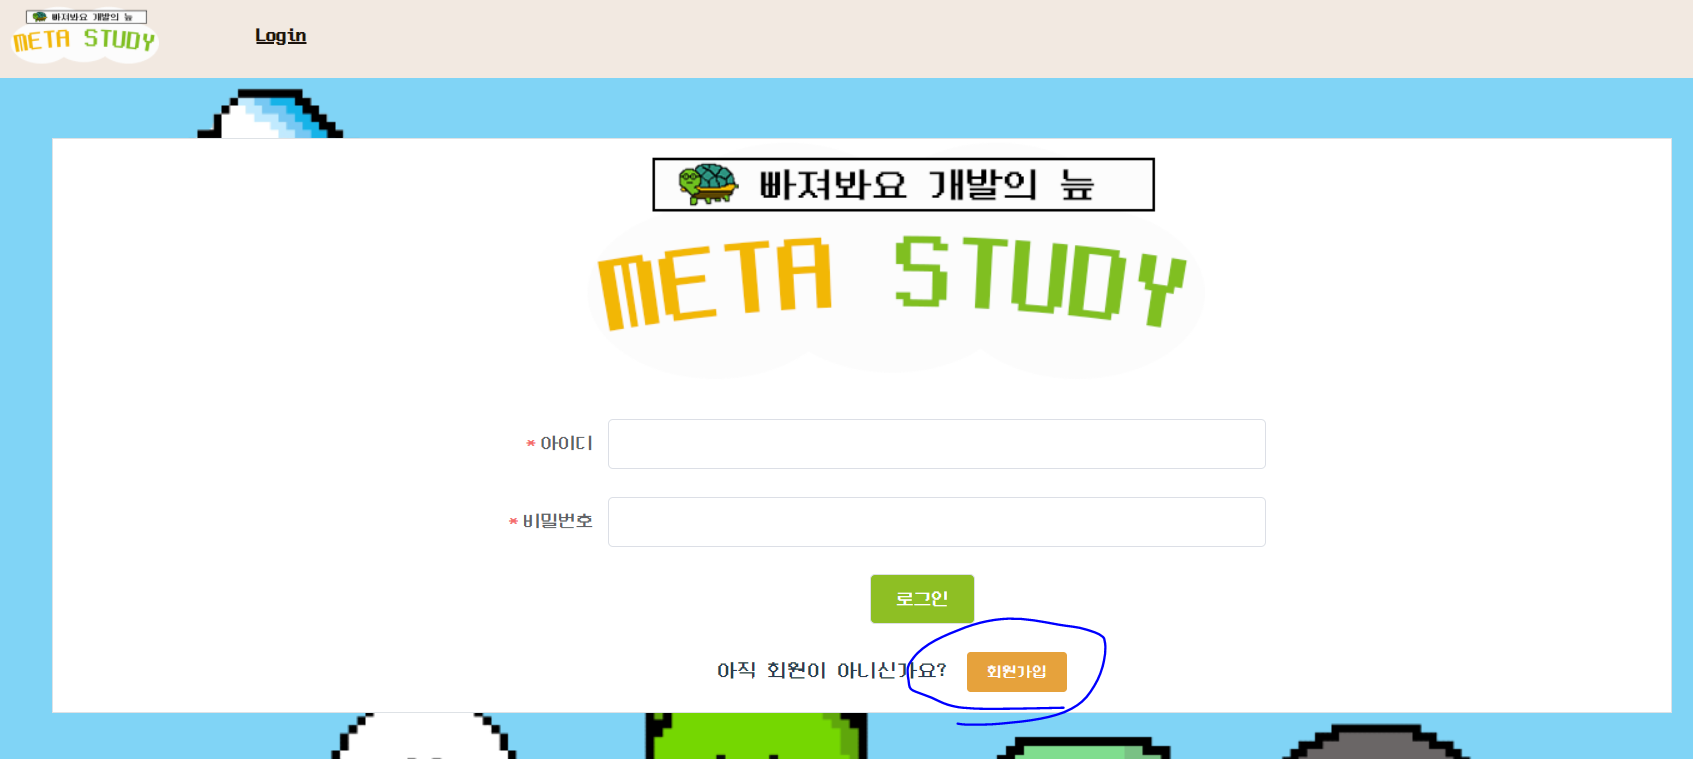 빠져봐요 개발의 늪
META STUDY
Login
빠져봐요 개발의 늪
META STUDY
* 아이디
* 비밀번호
로그인
아직 회원이 아니신가요? 회원가입